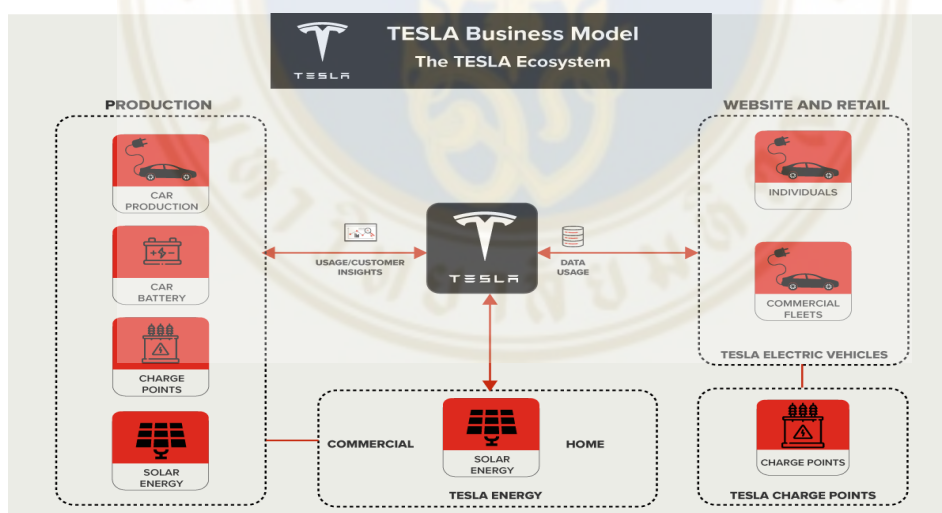 TESLA Business Model
The TESLA Ecosystem
TESLA
PRODUCTION
WEBSITE AND RETAIL
CAR
PRODUCTION
INDIVIDUALS
USAGE/CUSTOMER
INSIGHTS
TESLA
DATA
USAGE
CAR
BATTERY
COMMERCIAL
FLEETS
TESLA ELECTRIC VEHICLES
CHARGE
POINTS
COMMERCIAL
HOME
SOLAR
ENERGY
SOLAR
ENERGY
CHARGE POINTS
TESLA ENERGY
TESLA CHARGE POINTS